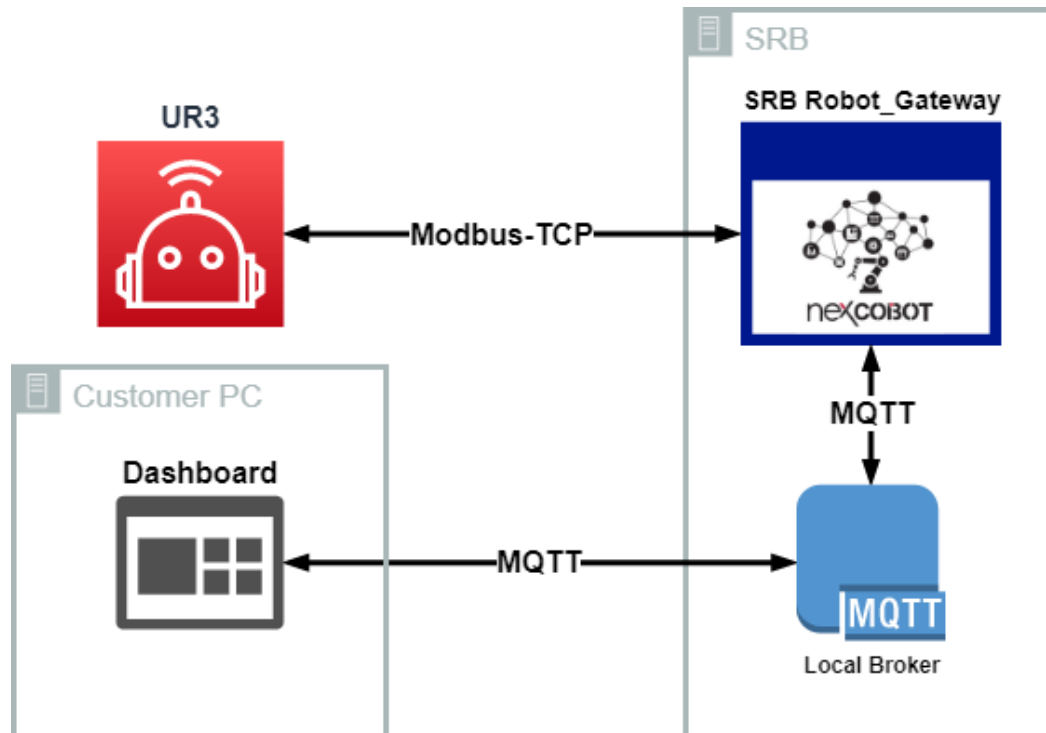 SRB
SRB Robot_Gateway
UR3
Modbus-TCP
nexCOBOT
MQTT
Customer PC
Dashboard
MQTT
MQTT
Local Broker